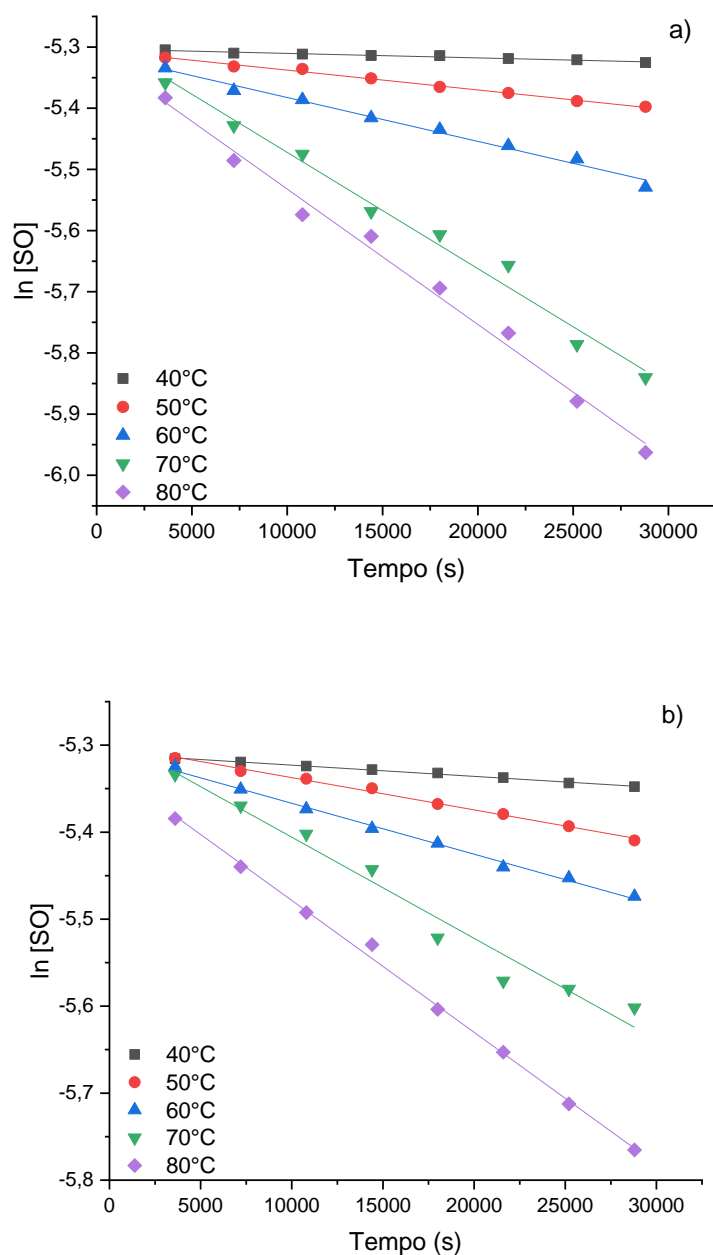 a)
-5,3
-5,4
-5,5
-5,6
-5,7
-5,8
-5,9
-6,0
ln [SO]
40°C
50°C
60°C
70°C
80°C
0 5000 10000 15000 20000 25000 30000
Tempo (s)
b)
-5,3
-5,4
-5,5
-5,6
-5,7
-5,8
ln [SO]
40°C
50°C
60°C
70°C
80°C
0 5000 10000 15000 20000 25000 30000
Tempo (s)